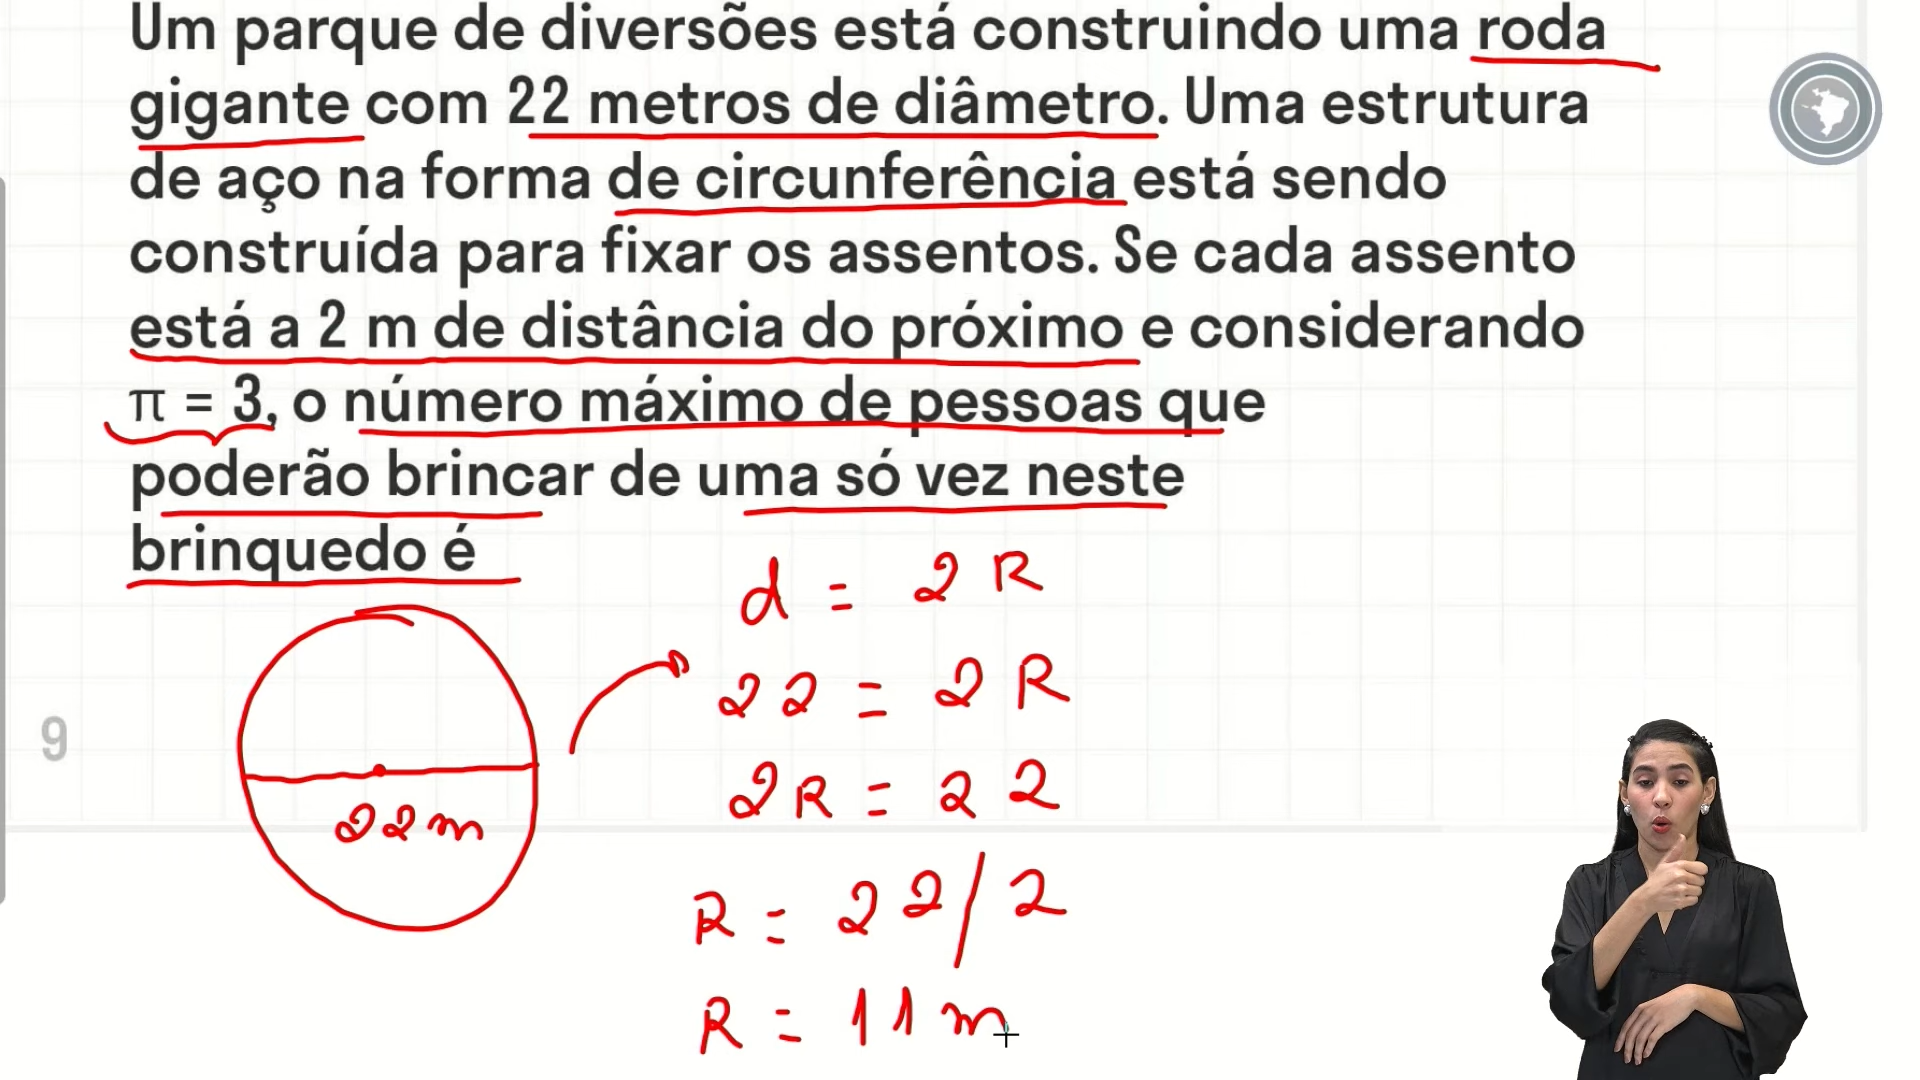 Um parque de diversões está construindo uma roda
gigante com 22 metros de diâmetro. Uma estrutura
de aço na forma de circunferência está sendo
construída para fixar os assentos. Se cada assento
está a 2 m de distância do próximo e considerando
π = 3, o número máximo de pessoas que
poderão brincar de uma só vez neste
brinquedo é
d = 2 R
22 = 2 R
9
2R = 22
22 m
R = 22/2
R = 11 m